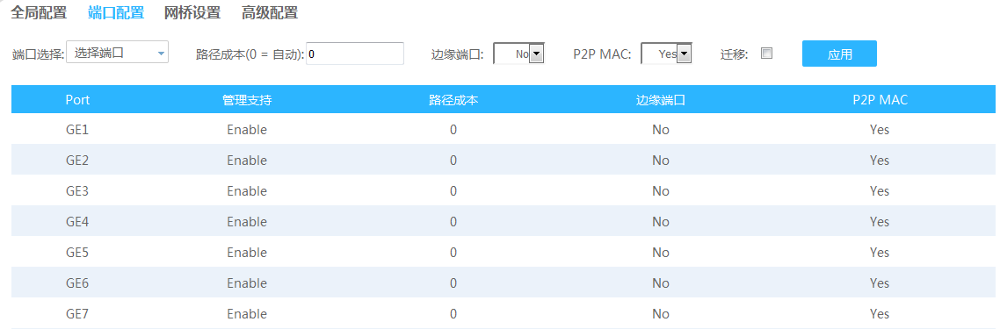 全局配置 端口配置 网桥设置 高级配置
端口选择: 选择端口 路径成本(0 = 自动): 0 边缘端口: No P2P MAC: Yes 迁移: 应用
Port 管理支持 路径成本 边缘端口 P2P MAC
GE1 Enable 0 No Yes
GE2 Enable 0 No Yes
GE3 Enable 0 No Yes
GE4 Enable 0 No Yes
GE5 Enable 0 No Yes
GE6 Enable 0 No Yes
GE7 Enable 0 No Yes